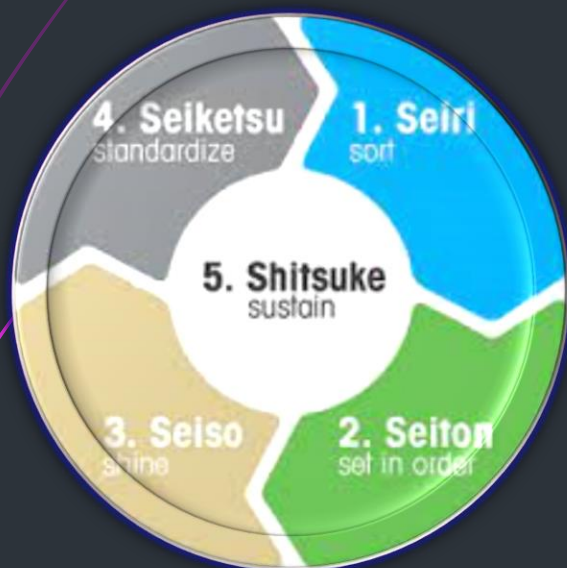 1. Seiri
sort
2. Seiton
set in order
3. Seiso
shine
4. Seiketsu
standardize
5. Shitsuke
sustain